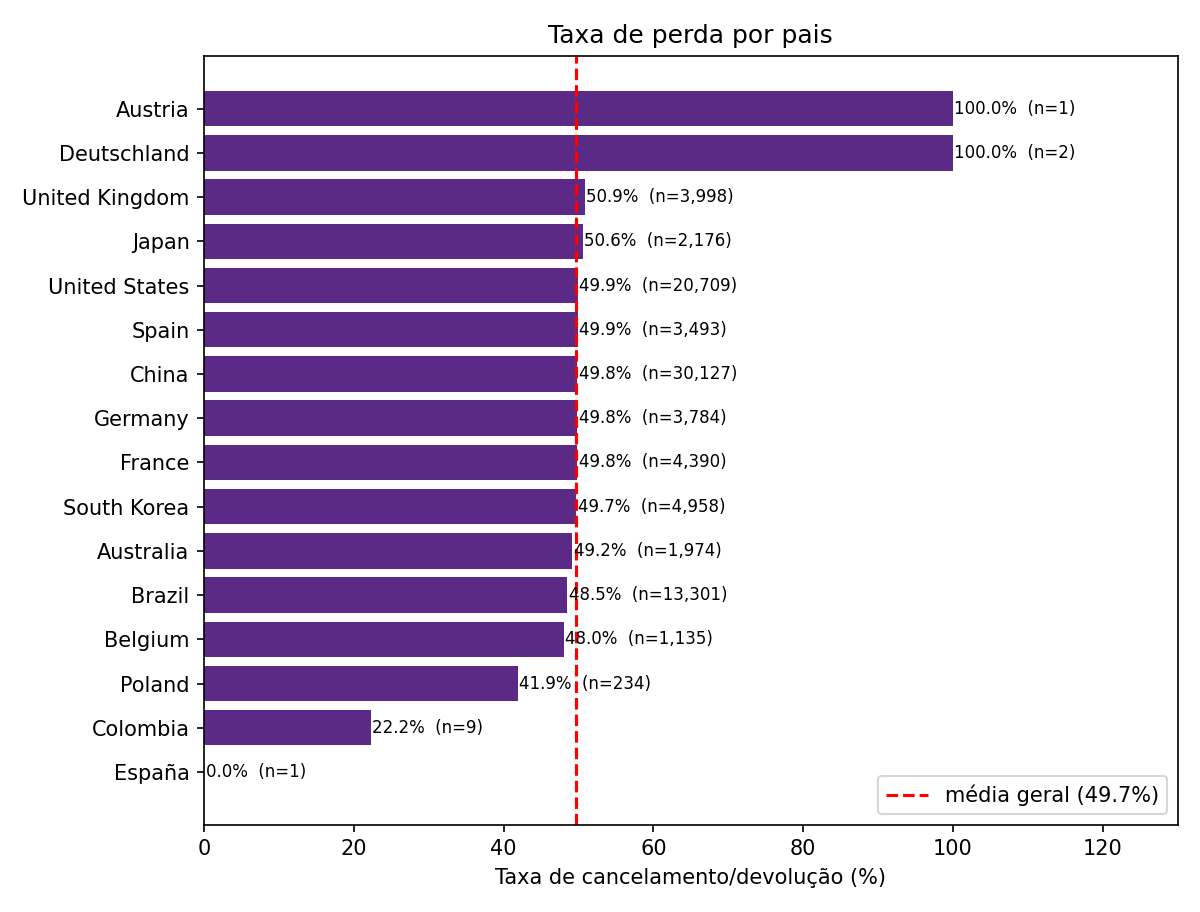 Taxa de perda por pais
Austria 100.0% (n=1)
Deutschland 100.0% (n=2)
United Kingdom 50.9% (n=3,998)
Japan 50.6% (n=2,176)
United States 49.9% (n=20,709)
Spain 49.9% (n=3,493)
China 49.8% (n=30,127)
Germany 49.8% (n=3,784)
France 49.8% (n=4,390)
South Korea 49.7% (n=4,958)
Australia 49.2% (n=1,974)
Brazil 48.5% (n=13,301)
Belgium 48.0% (n=1,135)
Poland 41.9% (n=234)
Colombia 22.2% (n=9)
España 0.0% (n=1)
média geral (49.7%)
0 20 40 60 80 100 120
Taxa de cancelamento/devolução (%)